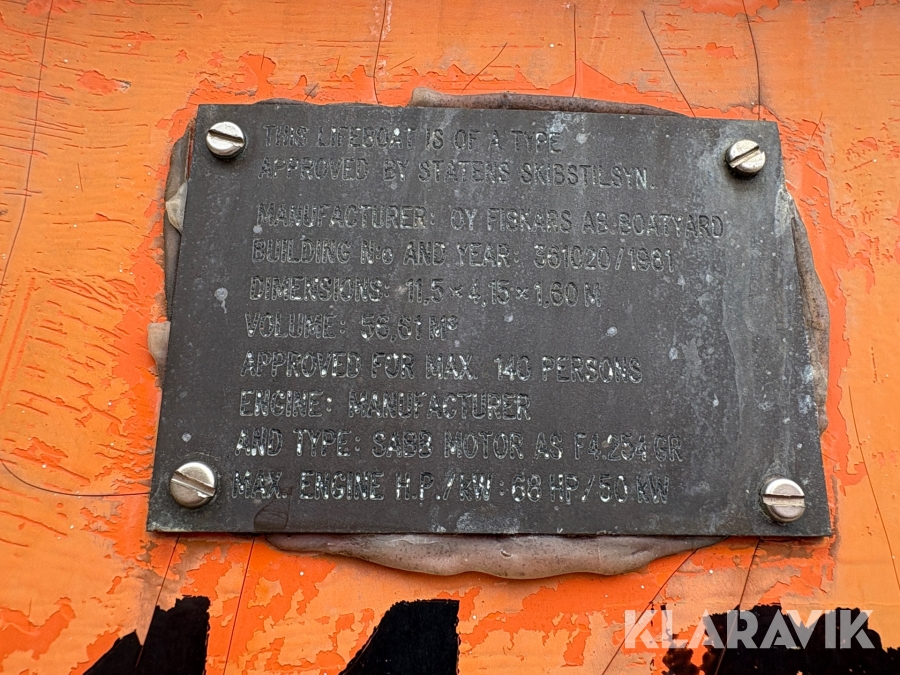 THIS LIFEBOAT IS OF A TYPE
APPROVED BY STATENS SKIBSTILSYN.
MANUFACTURER: OY FISKARS AB BOATYARD
BUILDING N:o AND YEAR: 361020/1981
DIMENSIONS: 11,5 × 4,15 × 1,60 M
VOLUME: 56,61 M³
APPROVED FOR MAX. 140 PERSONS
ENGINE: MANUFACTURER
AND TYPE: SABB MOTOR AS F4.254 GR
MAX. ENGINE H.P./KW: 68 HP/50 KW
KLARAVIK